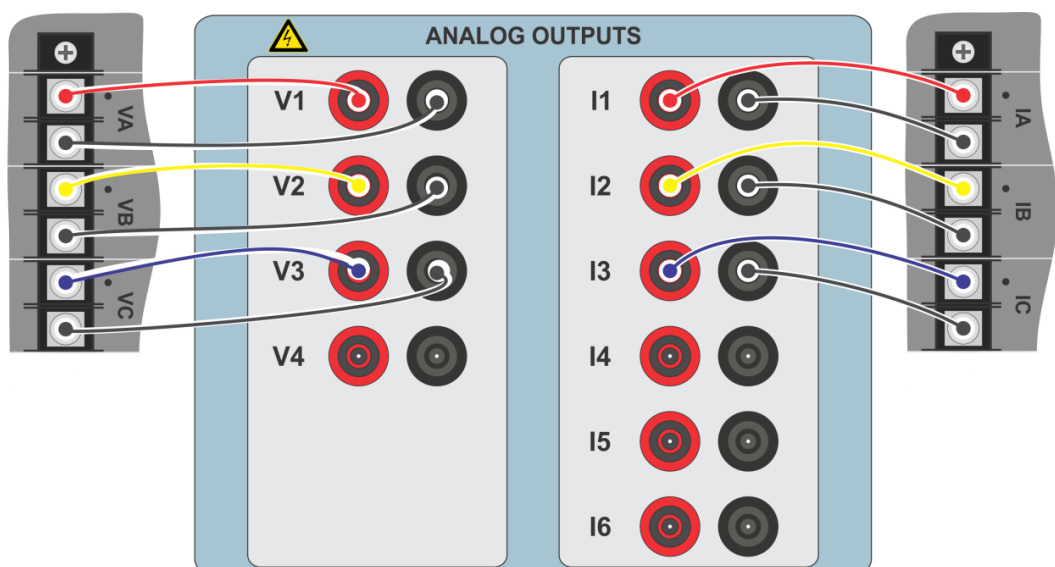 ANALOG OUTPUTS
VA
VB
VC
V1
V2
V3
V4
I1
I2
I3
I4
I5
I6
IA
IB
IC